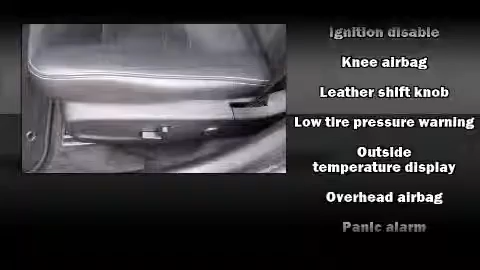 Ignition disable
Knee airbag
Leather shift knob
Low tire pressure warning
Outside
temperature display
Overhead airbag
Panic alarm